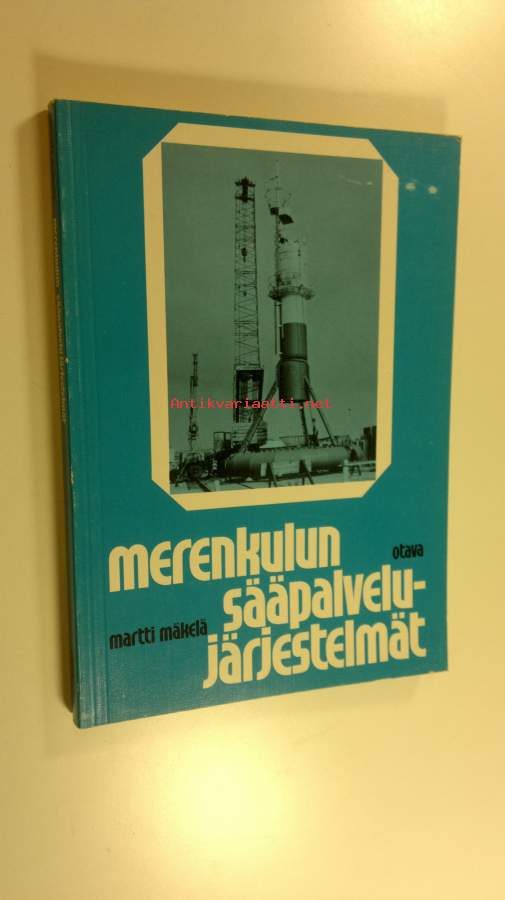 Antikvariaatti.net
merenkulun
otava
sääpalvelu-
martti mäkelä
järjestelmät